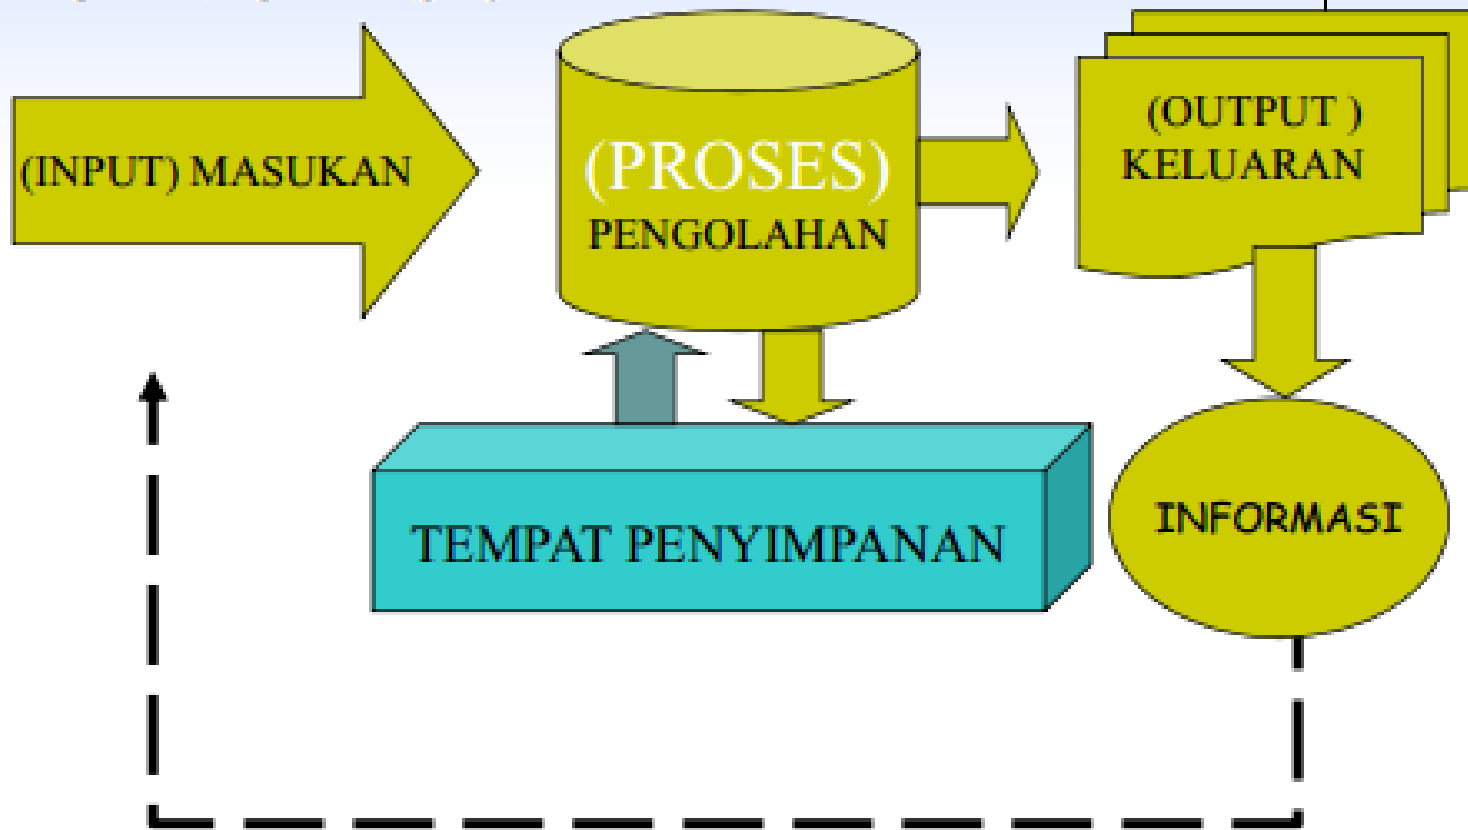 (INPUT) MASUKAN
(PROSES)
PENGOLAHAN
(OUTPUT )
KELUARAN
TEMPAT PENYIMPANAN
INFORMASI